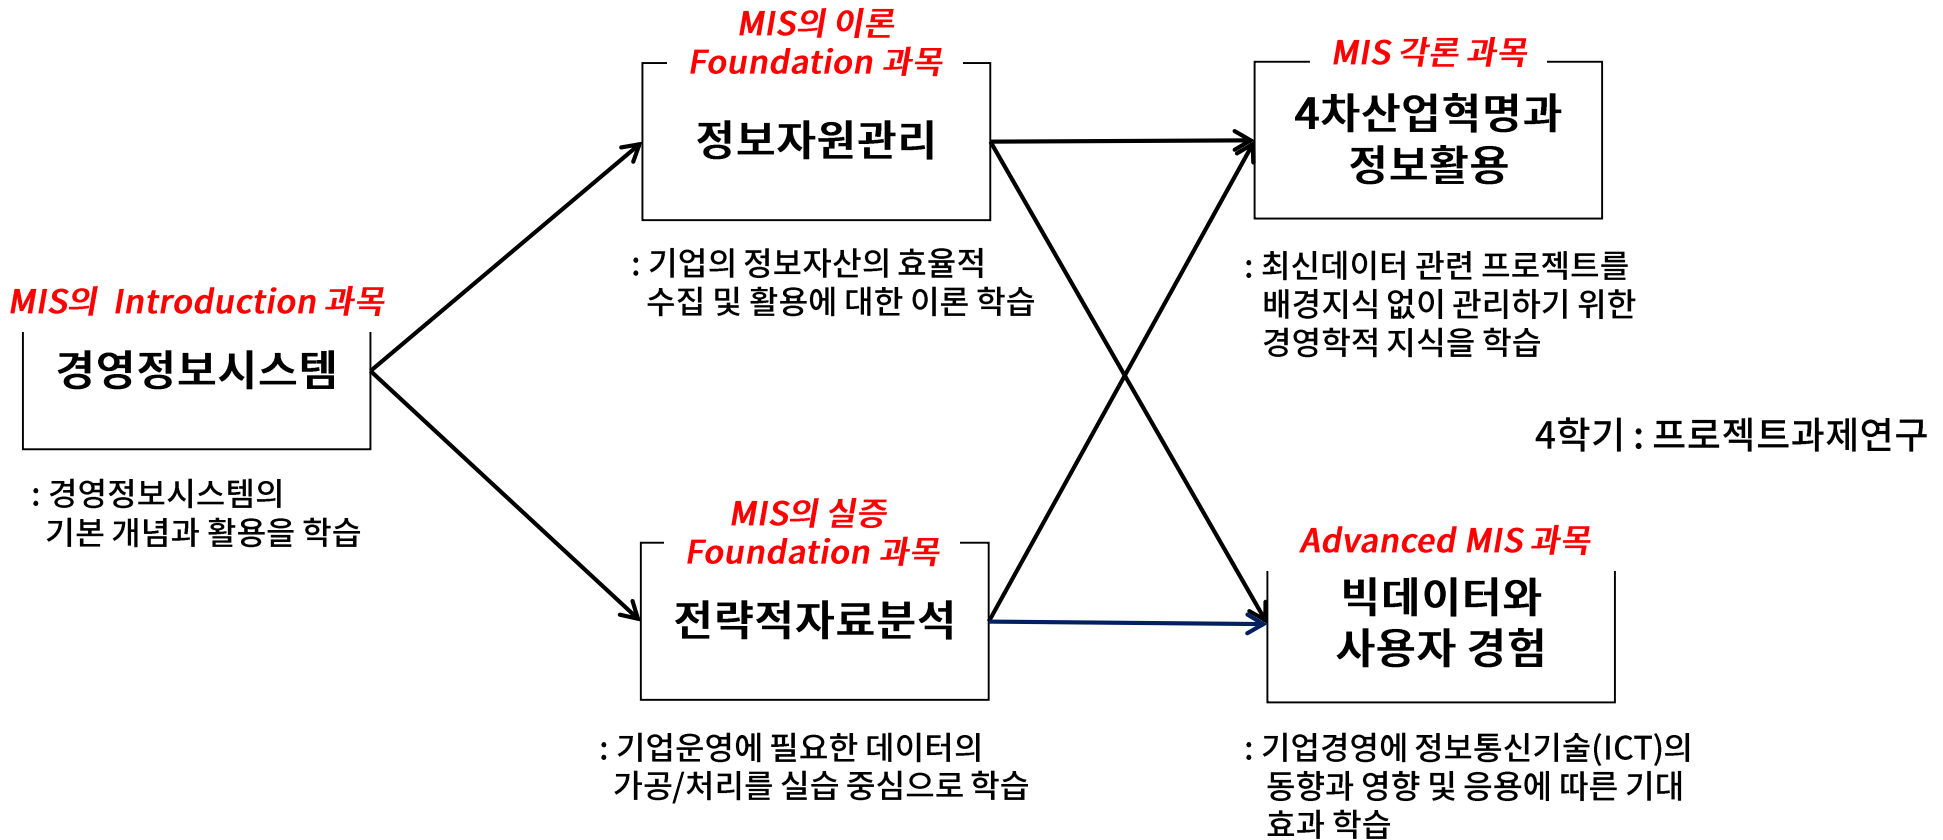 MIS의 Introduction 과목
경영정보시스템
: 경영정보시스템의
기본 개념과 활용을 학습
MIS의 이론
Foundation 과목
정보자원관리
: 기업의 정보자산의 효율적
수집 및 활용에 대한 이론 학습
MIS의 실증
Foundation 과목
전략적자료분석
: 기업운영에 필요한 데이터의
가공/처리를 실습 중심으로 학습
MIS 각론 과목
4차산업혁명과
정보활용
: 최신데이터 관련 프로젝트를
배경지식 없이 관리하기 위한
경영학적 지식을 학습
4학기 : 프로젝트과제연구
Advanced MIS 과목
빅데이터와
사용자 경험
: 기업경영에 정보통신기술(ICT)의
동향과 영향 및 응용에 따른 기대
효과 학습